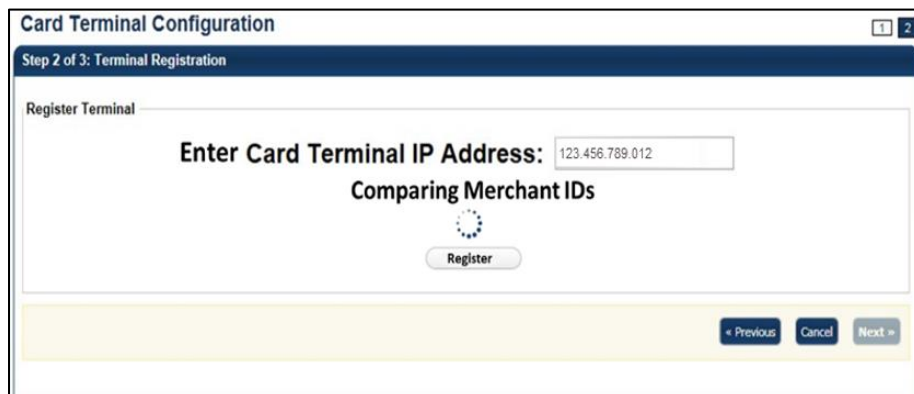 Card Terminal Configuration
1 2
Step 2 of 3: Terminal Registration
Register Terminal
Enter Card Terminal IP Address: 123.456.789.012
Comparing Merchant IDs
Register
« Previous Cancel Next »